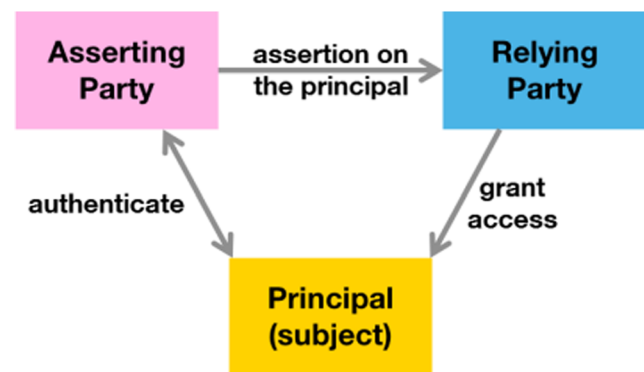 Asserting
Party
assertion on
the principal
Relying
Party
authenticate
grant
access
Principal
(subject)